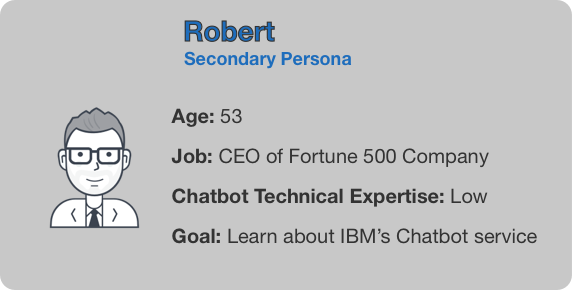 Robert
Secondary Persona
Age: 53
Job: CEO of Fortune 500 Company
Chatbot Technical Expertise: Low
Goal: Learn about IBM’s Chatbot service